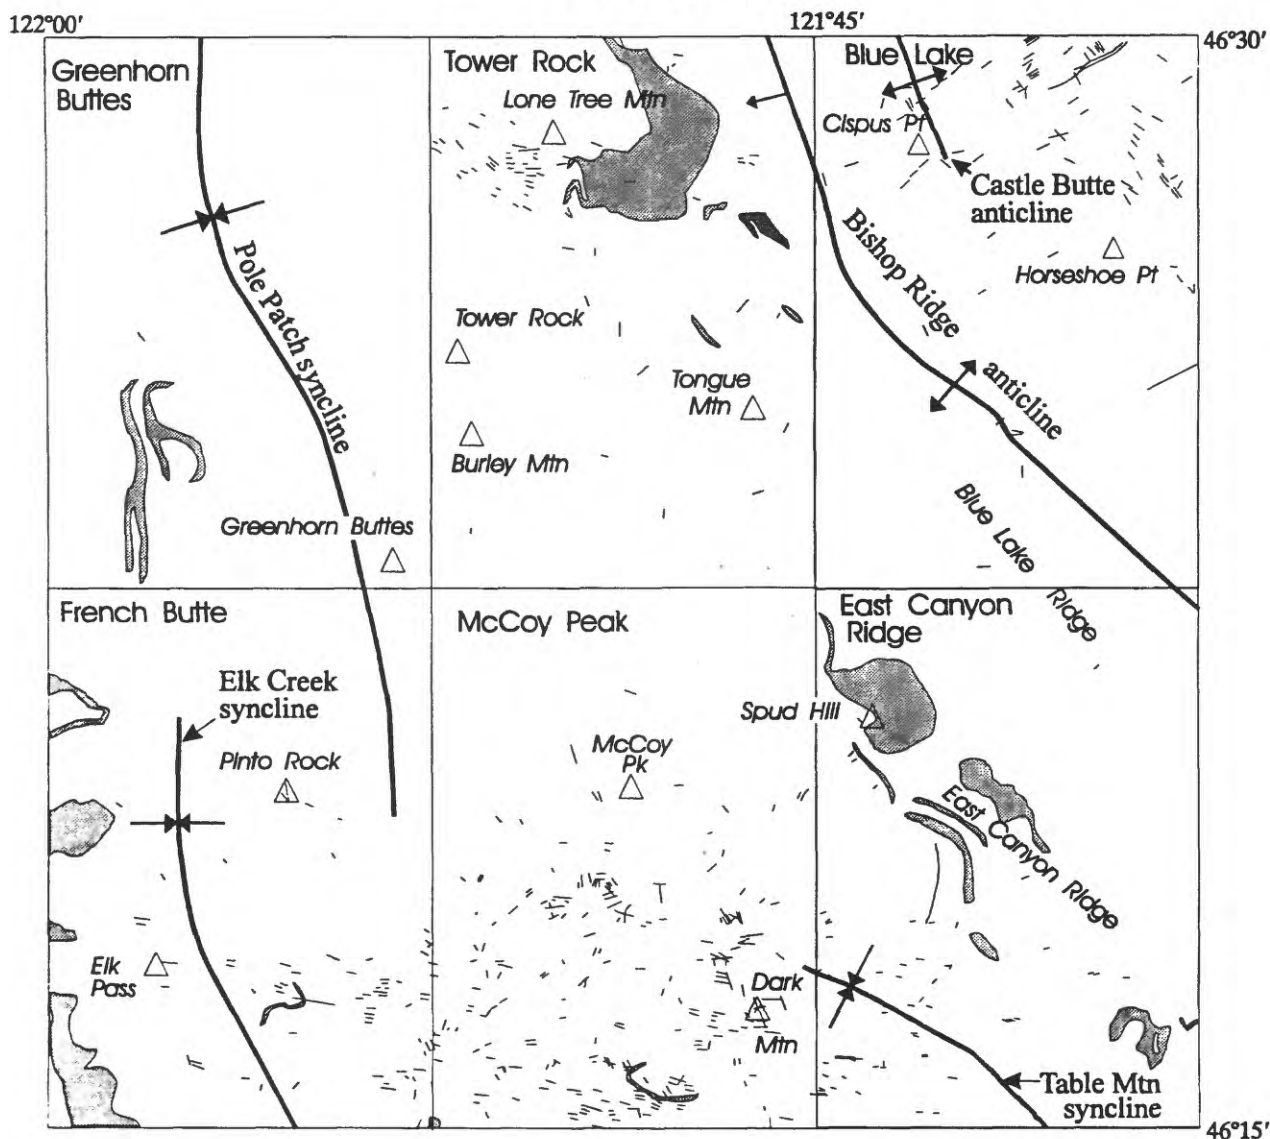 122°00'
121°45'
46°30'
Greenhorn
Buttes
Tower Rock
Lone Tree Mtn
Blue Lake
Cispus Pt
Castle Butte
anticline
Horseshoe Pt
Bishop Ridge
anticline
Pole Patch syncline
Tower Rock
Tongue
Mtn
Burley Mtn
Greenhorn Buttes
Blue Lake
Ridge
French Butte
McCoy Peak
East Canyon
Ridge
Elk Creek
syncline
Pinto Rock
McCoy
Pk
Spud Hill
East Canyon Ridge
Elk
Pass
Dark
Mtn
Table Mtn
syncline
46°15'